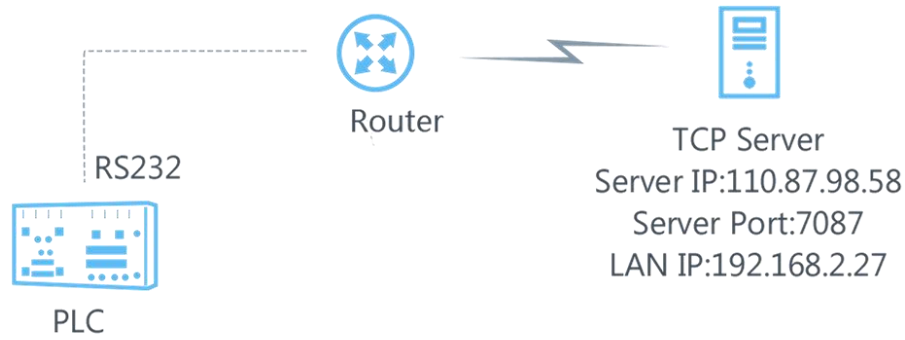 Router
TCP Server
RS232
Server IP:110.87.98.58
Server Port:7087
LAN IP:192.168.2.27
PLC